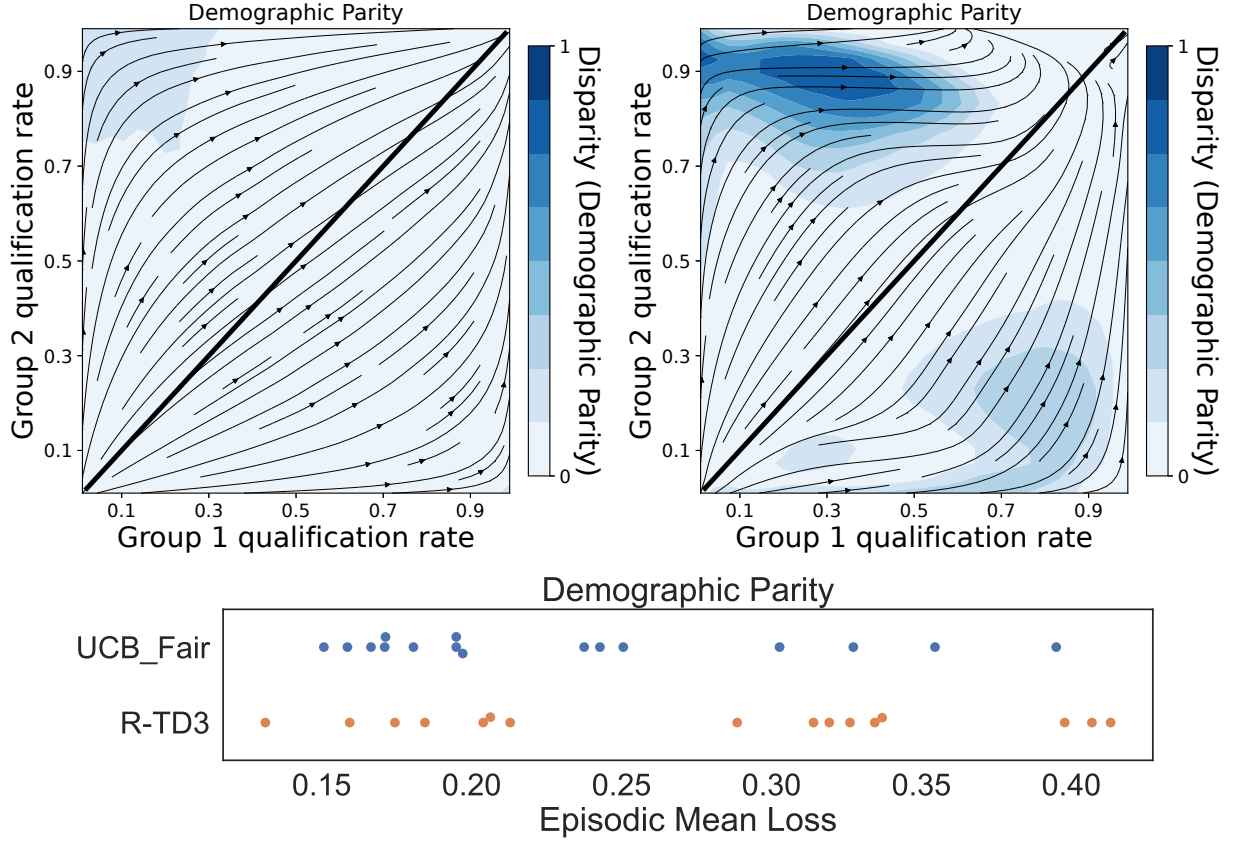 Demographic Parity
Group 2 qualification rate
0.9
0.7
0.5
0.3
0.1
0.1 0.3 0.5 0.7 0.9
Group 1 qualification rate
1
0
Disparity (Demographic Parity)
Demographic Parity
Group 2 qualification rate
0.9
0.7
0.5
0.3
0.1
0.1 0.3 0.5 0.7 0.9
Group 1 qualification rate
1
0
Disparity (Demographic Parity)
Demographic Parity
UCB_Fair
R-TD3
0.15 0.20 0.25 0.30 0.35 0.40
Episodic Mean Loss